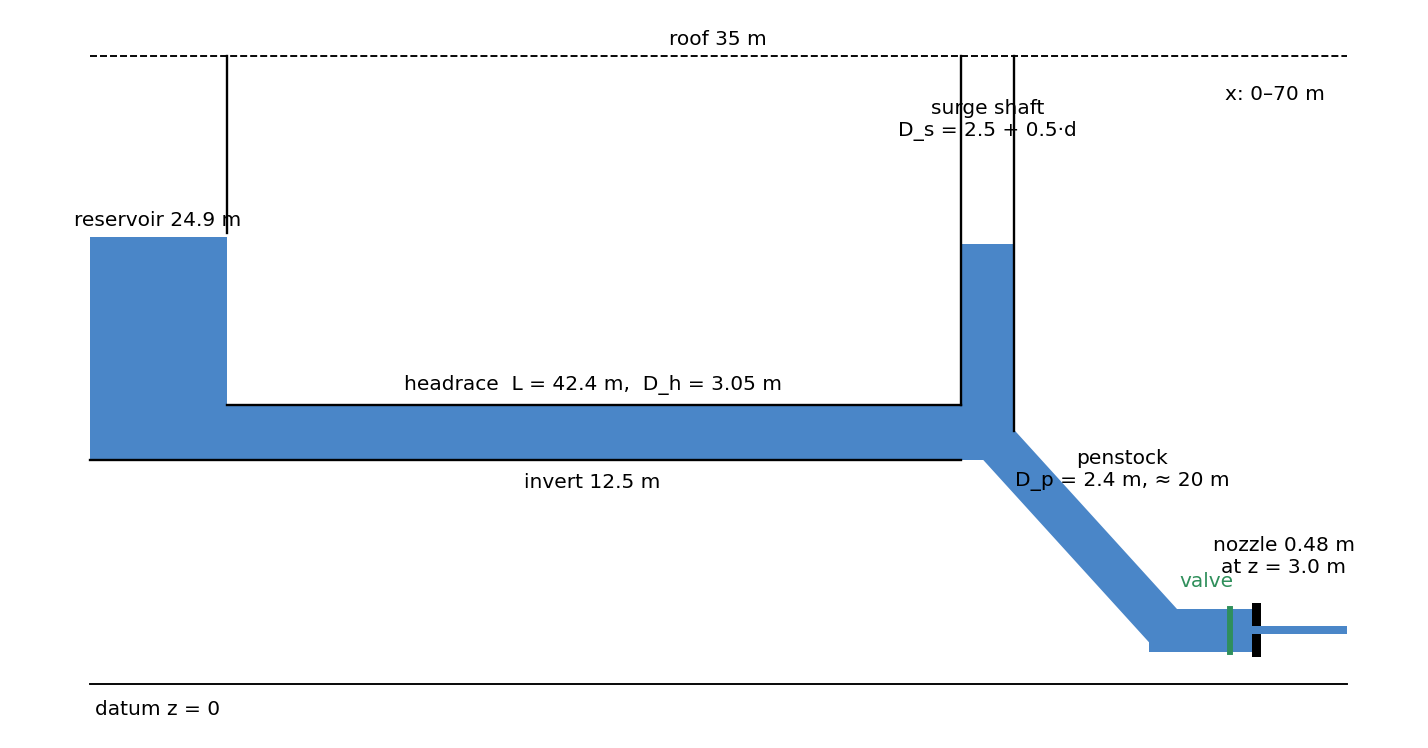 roof 35 m
x: 0–70 m
surge shaft
D_s = 2.5 + 0.5·d
reservoir 24.9 m
headrace  L = 42.4 m,  D_h = 3.05 m
invert 12.5 m
penstock
D_p = 2.4 m, ≈ 20 m
nozzle 0.48 m
at z = 3.0 m
valve
datum z = 0